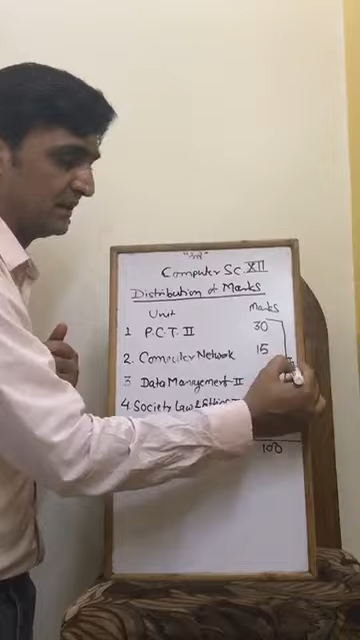 Computer Sc XII
Distribution of Marks
Unit Marks
1 P.C.T. II 30
2. Computer Network 15
3 Data Management-II
4. Society Law & Ethics
100